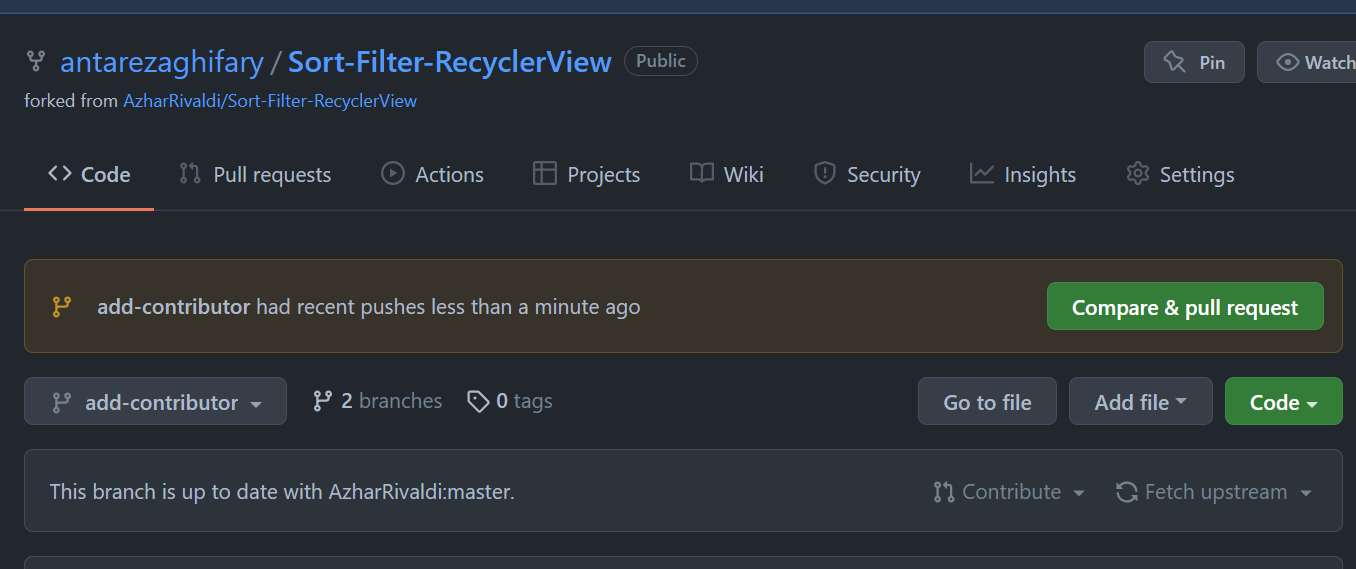 antarezaghifary / Sort-Filter-RecyclerView Public Pin Watch
forked from AzharRivaldi/Sort-Filter-RecyclerView
Code Pull requests Actions Projects Wiki Security Insights Settings
add-contributor had recent pushes less than a minute ago Compare & pull request
add-contributor 2 branches 0 tags Go to file Add file Code
This branch is up to date with AzharRivaldi:master. Contribute Fetch upstream